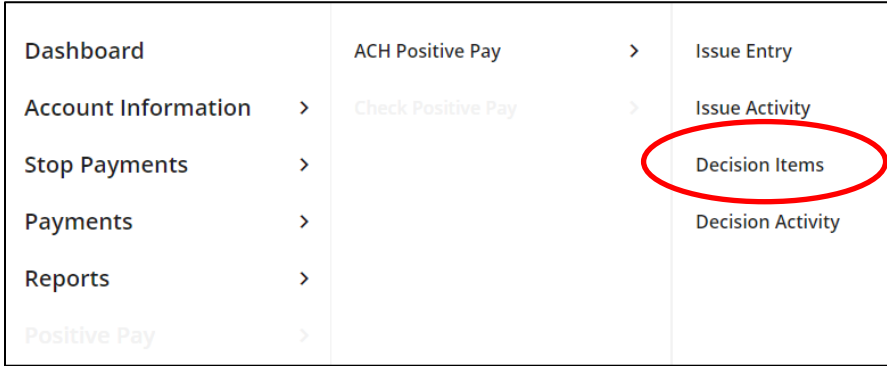 Dashboard
Account Information
Stop Payments
Payments
Reports
Positive Pay
ACH Positive Pay
Check Positive Pay
Issue Entry
Issue Activity
Decision Items
Decision Activity